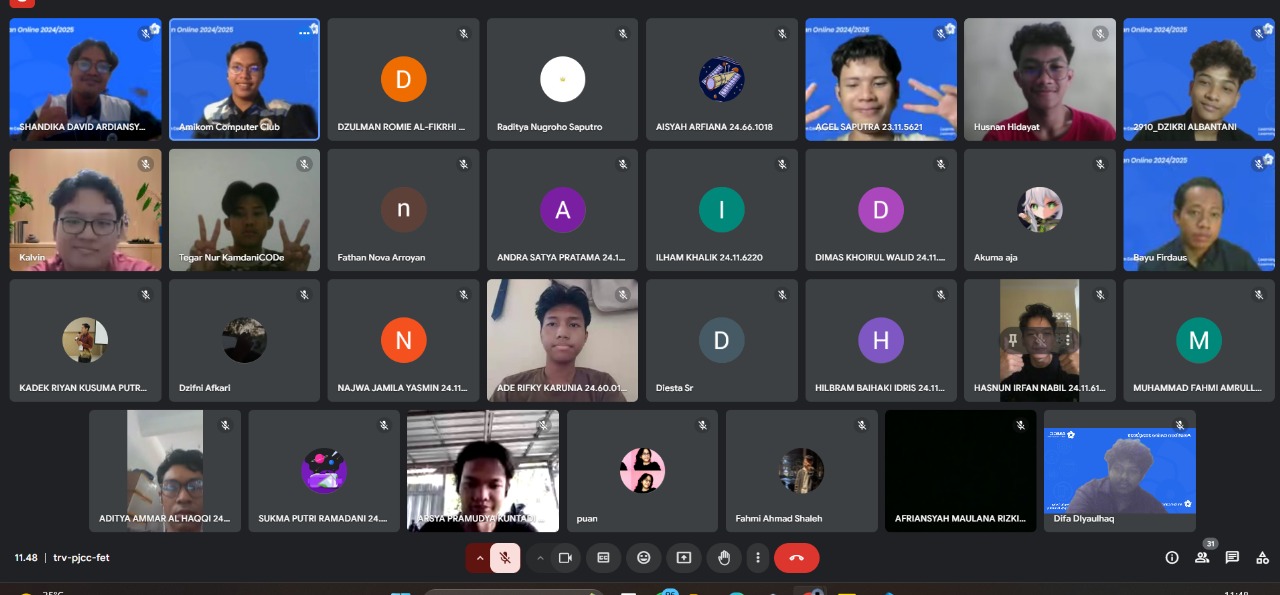 n Online 2024/2025
SHANDIKA DAVID ARDIANSY...
n Online 2024/2025
Amikom Computer Club
D
DZULMAN ROMIE AL-FIKRHI ...
Raditya Nugroho Saputro
AISYAH ARFIANA 24.66.1018
n Online 2024/2025
AGEL SAPUTRA 23.11.5621
Husnan Hidayat
n Online 2024/2025
2910_DZIKRI ALBANTANI
Kalvin
Tegar Nur KamdaniCODe
n
Fathan Nova Arroyan
A
ANDRA SATYA PRATAMA 24.1...
I
ILHAM KHALIK 24.11.6220
D
DIMAS KHOIRUL WALID 24.11....
Akuma aja
n Online 2024/2025
Bayu Firdaus
KADEK RIYAN KUSUMA PUTR...
Dzifni Afkari
N
NAJWA JAMILA YASMIN 24.11...
ADE RIFKY KARUNIA 24.60.01...
D
Diesta Sr
H
HILBRAM BAIHAKI IDRIS 24.11...
HASNUN IRFAN NABIL 24.11.61...
M
MUHAMMAD FAHMI AMRULL...
ADITYA AMMAR AL HAQQI 24...
SUKMA PUTRI RAMADANI 24....
ARSYA PRAMUDYA KUNTADI ...
puan
Fahmi Ahmad Shaleh
AFRIANSYAH MAULANA RIZKI...
Difa Dlyaulhaq
11.48 | trv-pjcc-fet
31